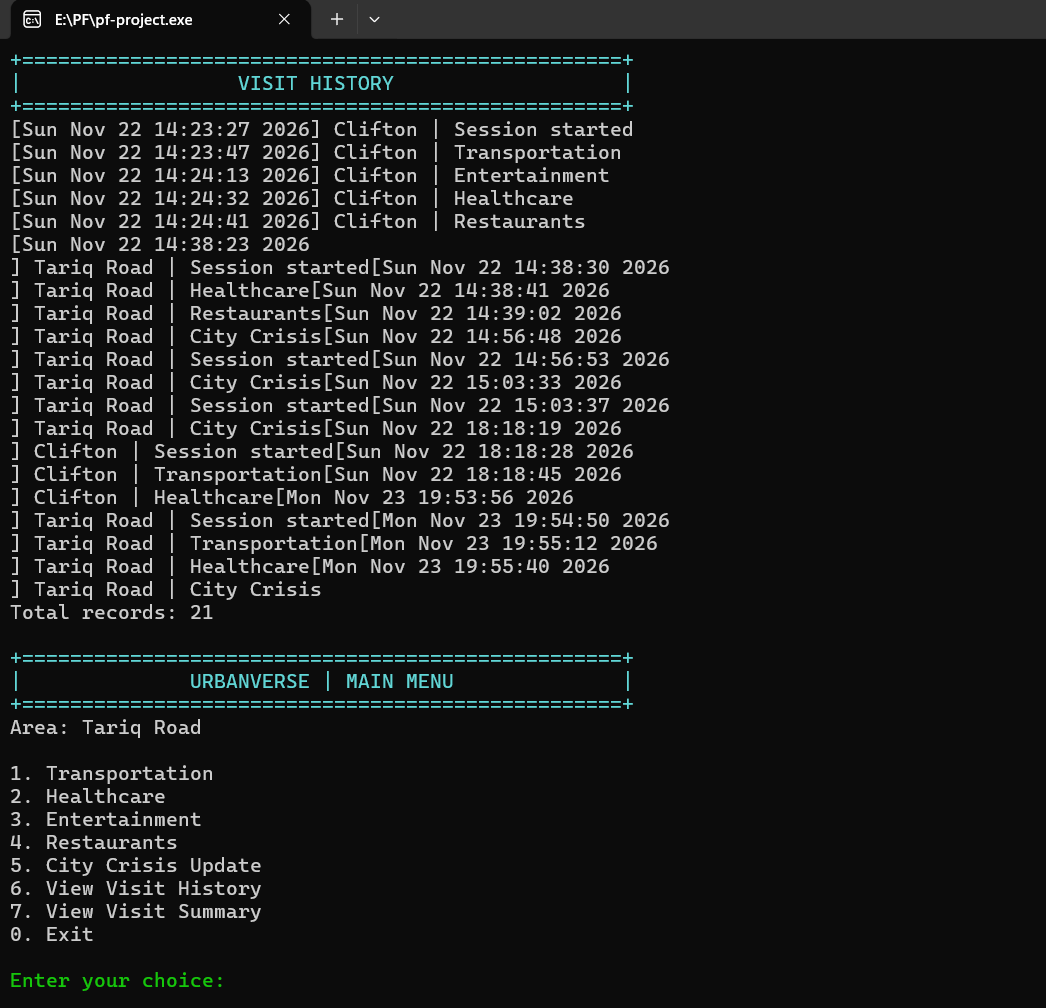 E:\PF\pf-project.exe
+==================================================+
|                   VISIT HISTORY                   |
+==================================================+
[Sun Nov 22 14:23:27 2026] Clifton | Session started
[Sun Nov 22 14:23:47 2026] Clifton | Transportation
[Sun Nov 22 14:24:13 2026] Clifton | Entertainment
[Sun Nov 22 14:24:32 2026] Clifton | Healthcare
[Sun Nov 22 14:24:41 2026] Clifton | Restaurants
[Sun Nov 22 14:38:23 2026
] Tariq Road | Session started[Sun Nov 22 14:38:30 2026
] Tariq Road | Healthcare[Sun Nov 22 14:38:41 2026
] Tariq Road | Restaurants[Sun Nov 22 14:39:02 2026
] Tariq Road | City Crisis[Sun Nov 22 14:56:48 2026
] Tariq Road | Session started[Sun Nov 22 14:56:53 2026
] Tariq Road | City Crisis[Sun Nov 22 15:03:33 2026
] Tariq Road | Session started[Sun Nov 22 15:03:37 2026
] Tariq Road | City Crisis[Sun Nov 22 18:18:19 2026
] Clifton | Session started[Sun Nov 22 18:18:28 2026
] Clifton | Transportation[Sun Nov 22 18:18:45 2026
] Clifton | Healthcare[Mon Nov 23 19:53:56 2026
] Tariq Road | Session started[Mon Nov 23 19:54:50 2026
] Tariq Road | Transportation[Mon Nov 23 19:55:12 2026
] Tariq Road | Healthcare[Mon Nov 23 19:55:40 2026
] Tariq Road | City Crisis
Total records: 21
+==================================================+
|               URBANVERSE | MAIN MENU              |
+==================================================+
Area: Tariq Road
1. Transportation
2. Healthcare
3. Entertainment
4. Restaurants
5. City Crisis Update
6. View Visit History
7. View Visit Summary
0. Exit
Enter your choice: